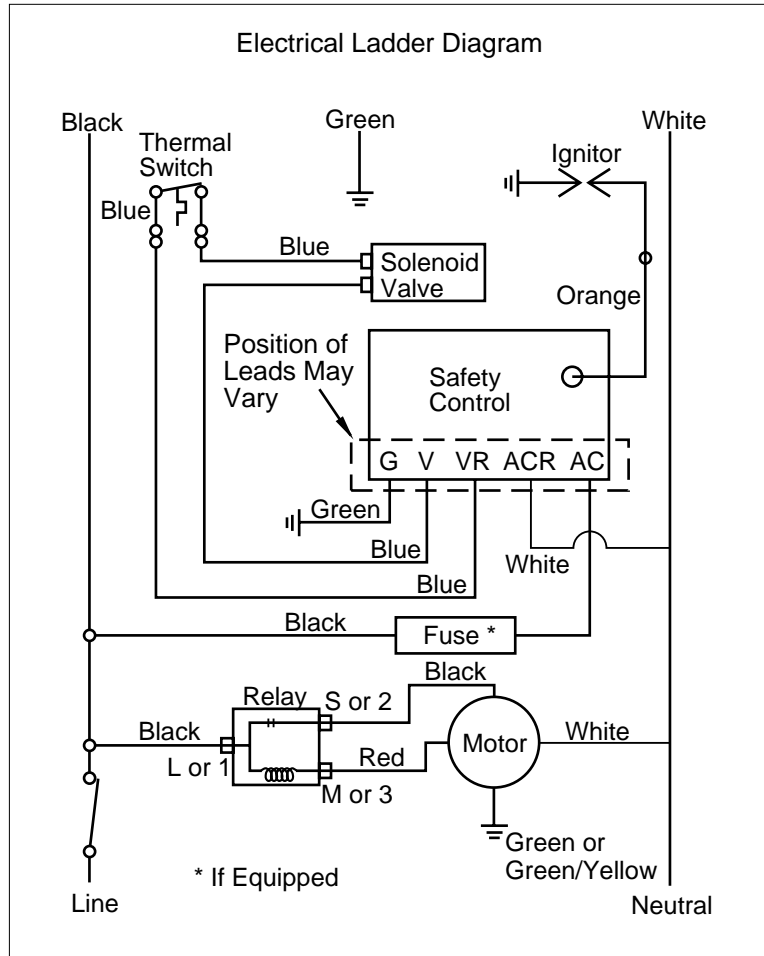 Electrical Ladder Diagram
Black
Green
White
Thermal
Switch
Ignitor
Blue
Blue
Solenoid
Valve
Orange
Position of
Leads May
Vary
Safety
Control
G V VR ACR AC
Green
Blue
White
Blue
Black
Fuse *
Black
Relay
S or 2
Black
Motor
White
L or 1
Red
M or 3
Green or
Green/Yellow
* If Equipped
Line
Neutral